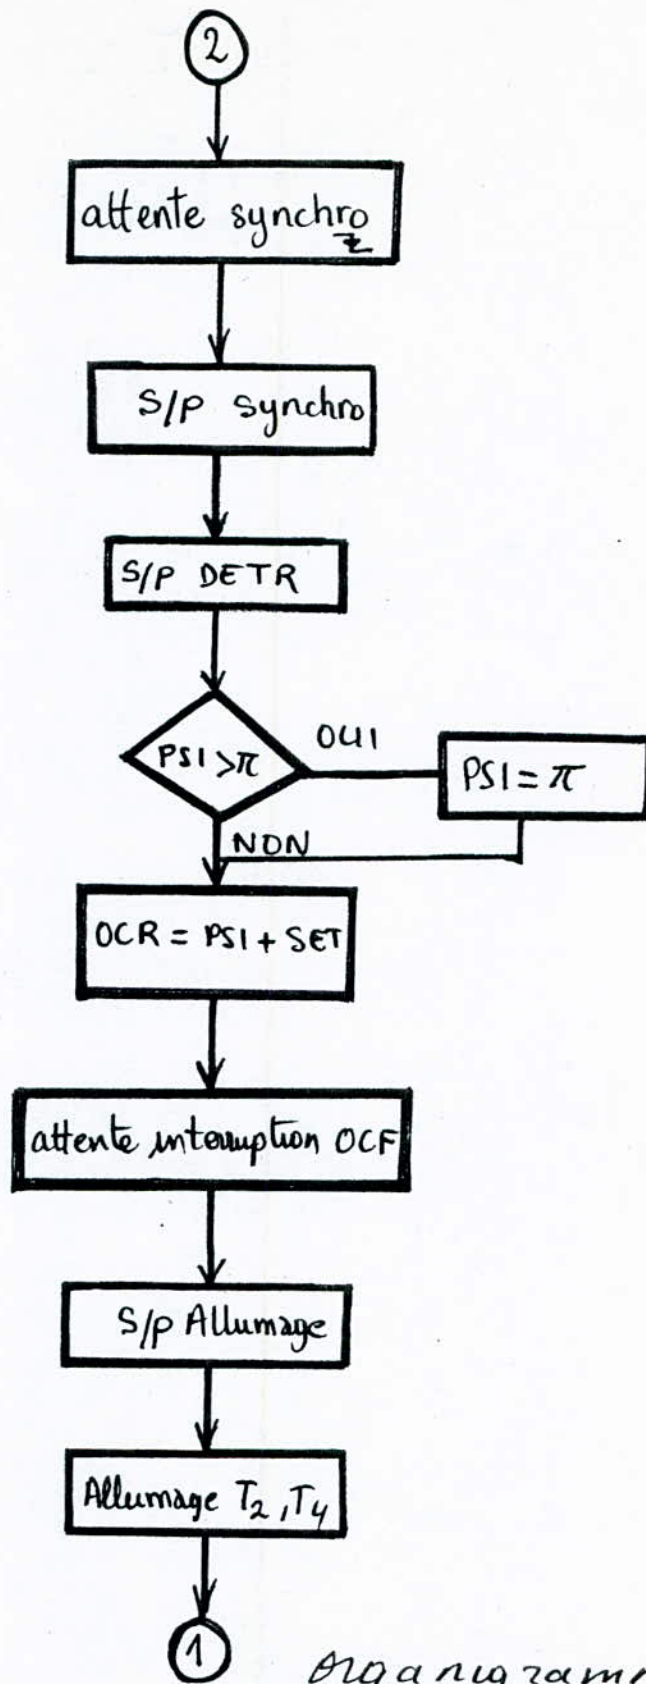 2
attente synchro
S/P synchro
S/P DETR
PSI > π
OUI
PSI = π
NON
OCR = PSI + SET
attente interruption OCF
S/P Allumage
Allumage T₂, T₄
1